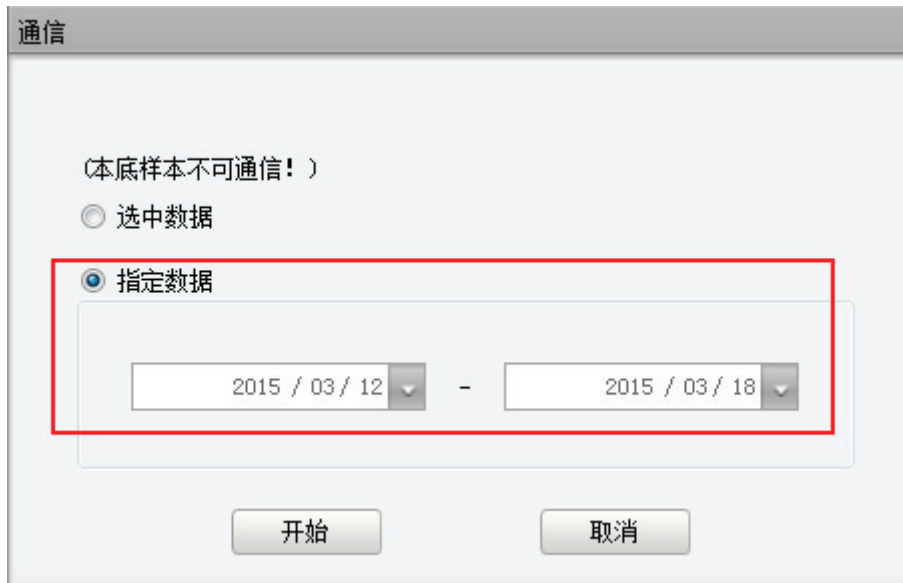 通信
(本底样本不可通信! )
选中数据
指定数据
2015 / 03 / 12 - 2015 / 03 / 18
开始 取消